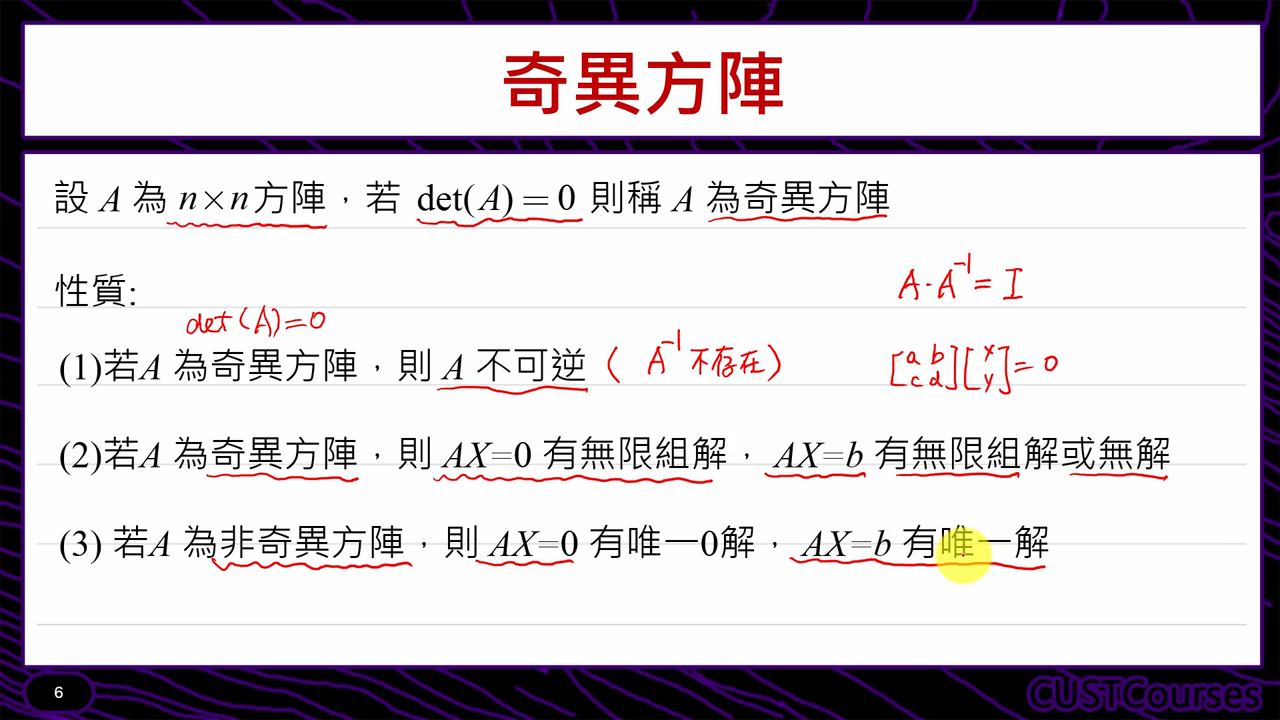 奇異方陣
設 A 為 n×n方陣，若 det(A)=0 則稱 A 為奇異方陣
性質:
A·A⁻¹=I
det(A)=0
(1)若A 為奇異方陣，則 A 不可逆 ( A⁻¹不存在)
[a b
c d][x
y]=0
(2)若A 為奇異方陣，則 AX=0 有無限組解，AX=b 有無限組解或無解
(3) 若A 為非奇異方陣，則 AX=0 有唯一0解，AX=b 有唯一解
6
CUSTCourses